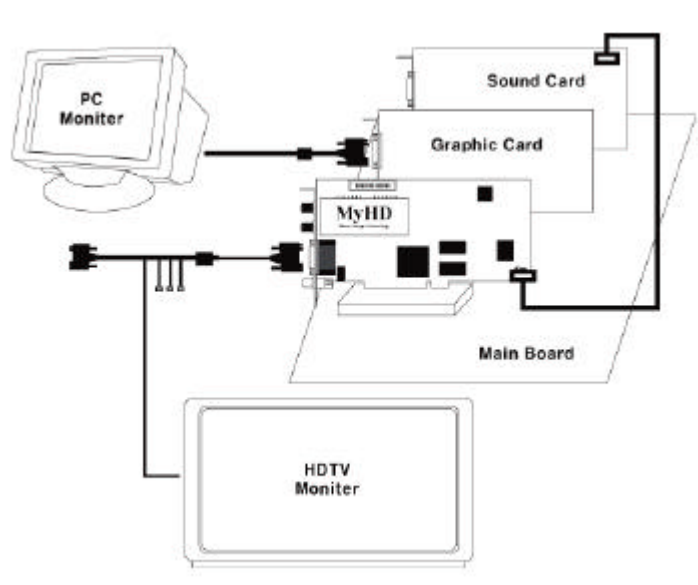 PC
Moniter
Sound Card
Graphic Card
MyHD
Main Board
HDTV
Moniter